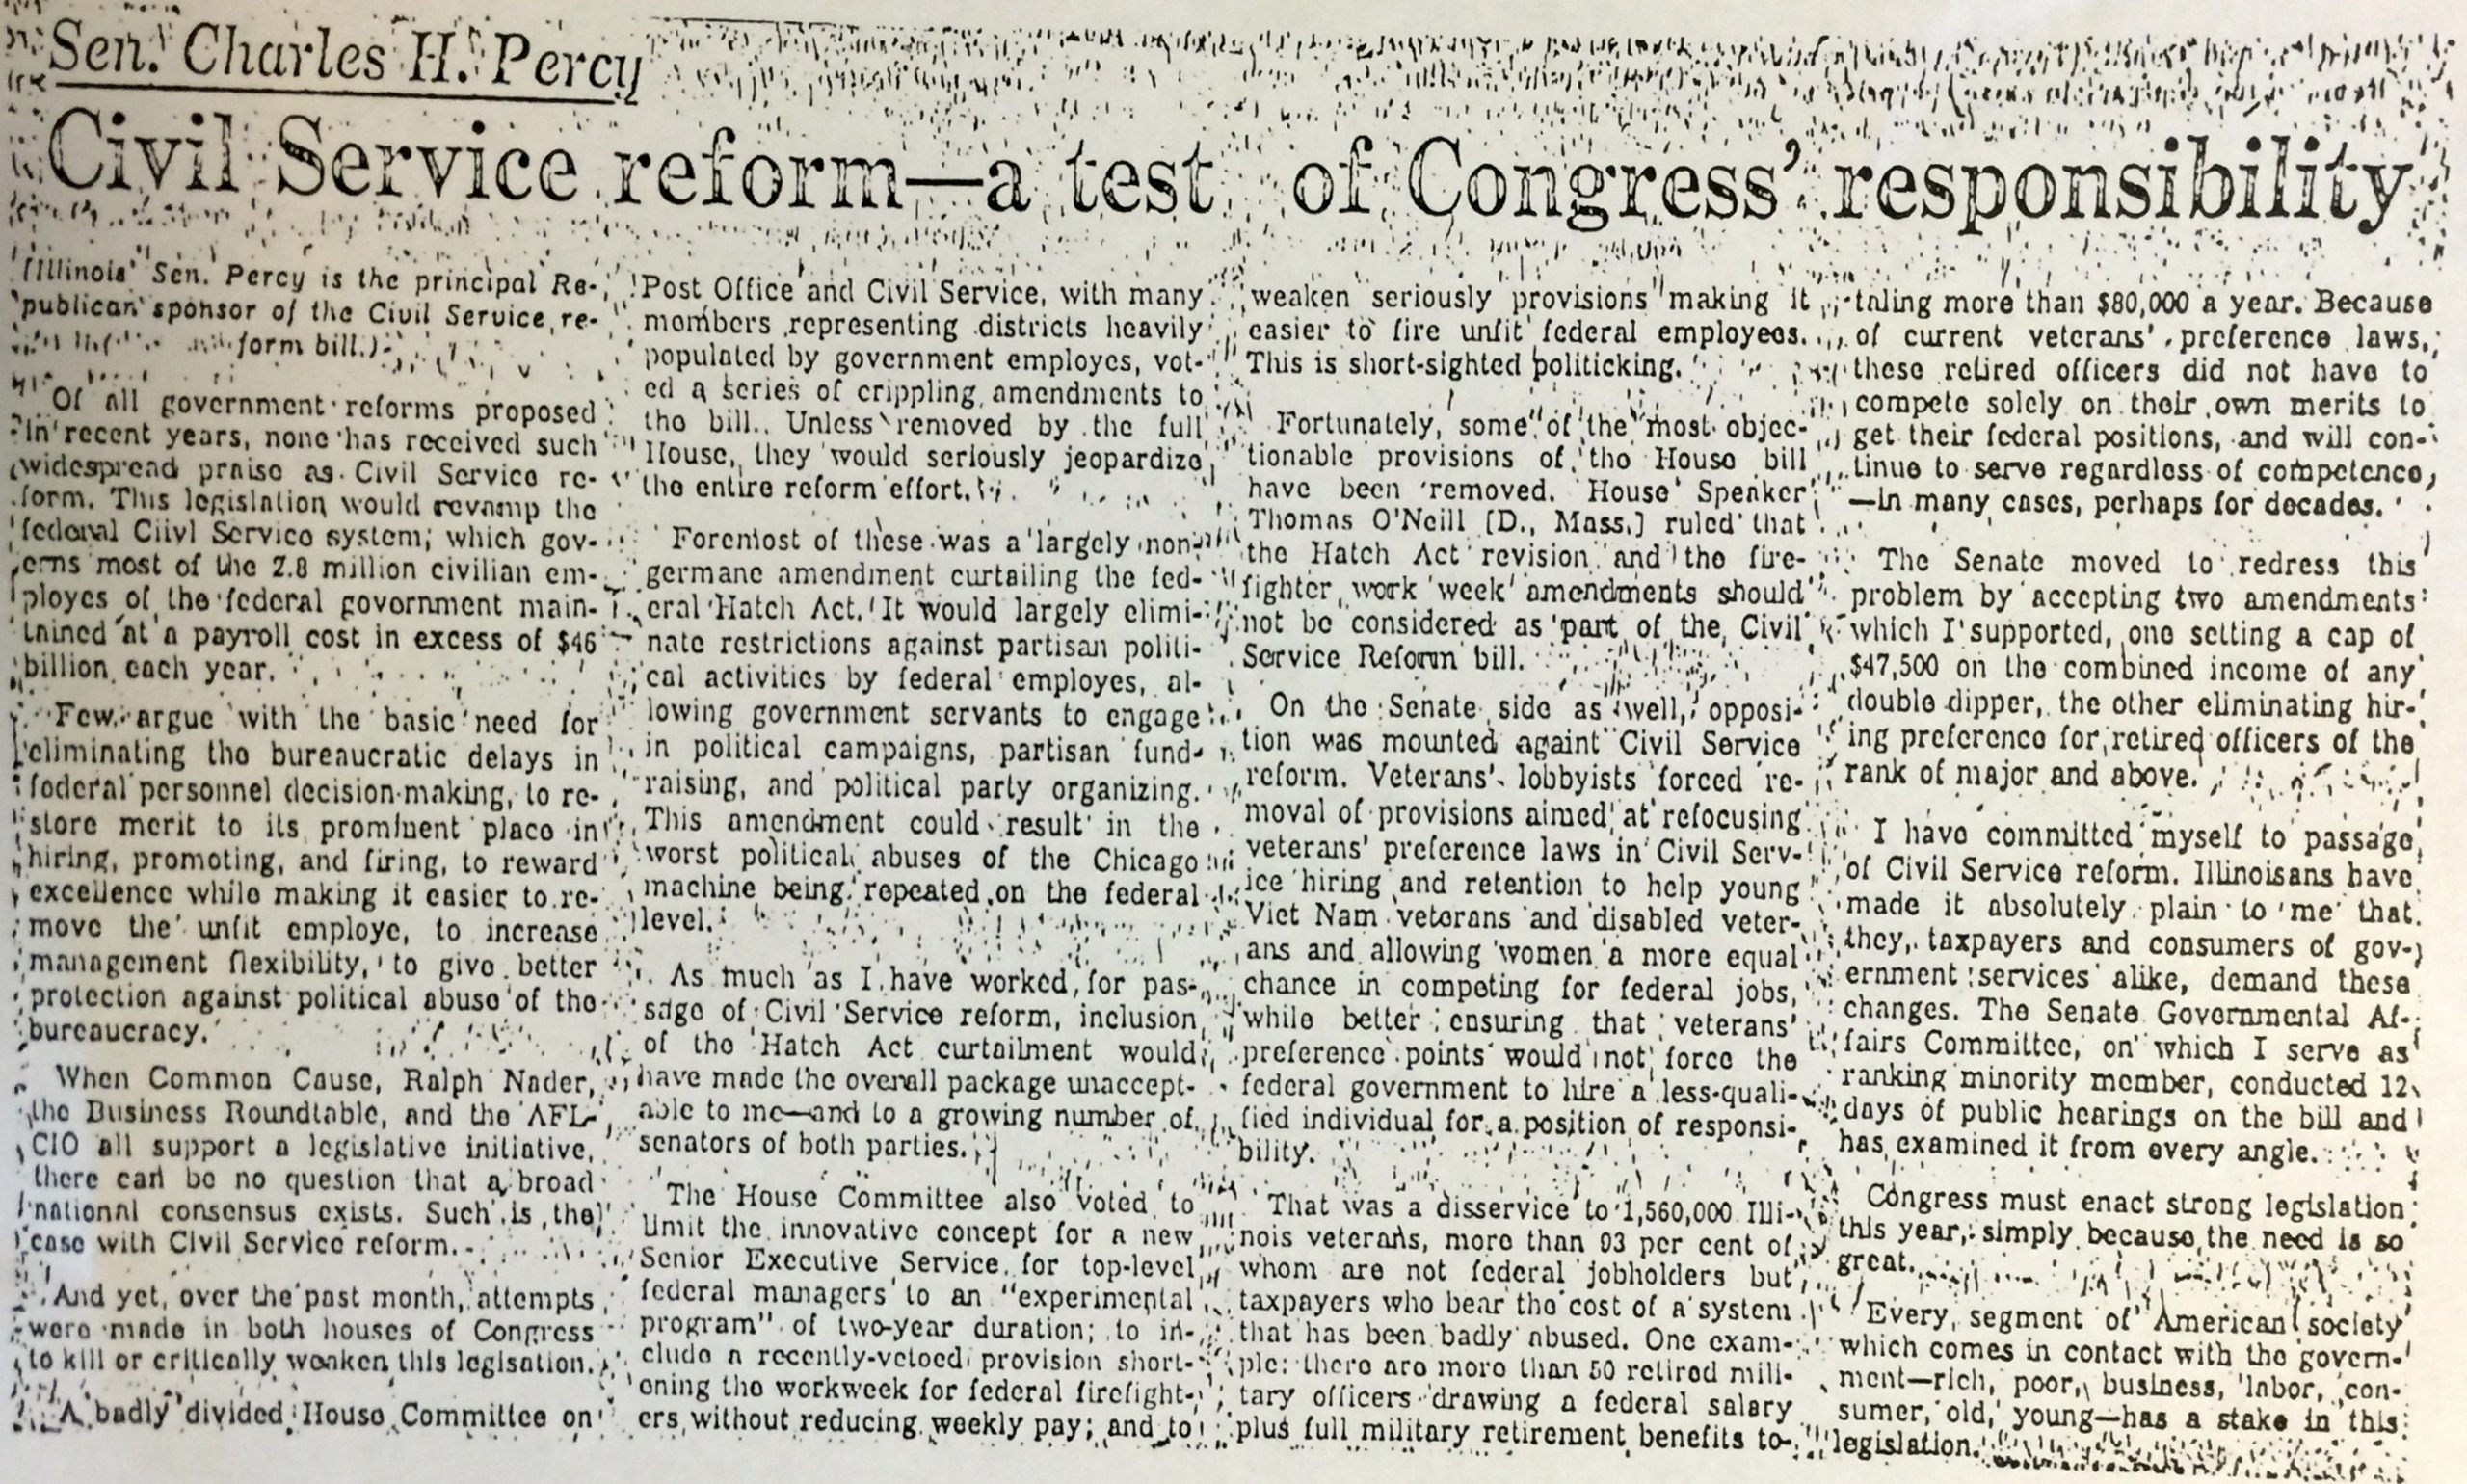 Sen. Charles H. Percy
Civil Service reform—a test of Congress' responsibility
[Illinois' Sen. Percy is the principal Re-
publican sponsor of the Civil Service re-
form bill.]
Of all government reforms proposed
in recent years, none has received such
widespread praise as Civil Service re-
form. This legislation would revamp the
federal Ciivl Service system, which gov-
erns most of the 2.8 million civilian em-
ployes of the federal government main-
tained at a payroll cost in excess of $46
billion each year.
Few argue with the basic need for
eliminating the bureaucratic delays in
federal personnel decision-making, to re-
store merit to its prominent place in
hiring, promoting, and firing, to reward
excellence while making it easier to re-
move the unfit employe, to increase
management flexibility, to give better
protection against political abuse of the
bureaucracy.
When Common Cause, Ralph Nader,
the Business Roundtable, and the AFL-
CIO all support a legislative initiative,
there can be no question that a broad
national consensus exists. Such is the
case with Civil Service reform.
And yet, over the past month, attempts
were made in both houses of Congress
to kill or critically weaken this legisation.
A badly divided House Committee on
Post Office and Civil Service, with many
members representing districts heavily
populated by government employes, vot-
ed a series of crippling amendments to
the bill. Unless removed by the full
House, they would seriously jeopardize
the entire reform effort.
Foremost of these was a largely non-
germane amendment curtailing the fed-
eral Hatch Act. It would largely elimi-
nate restrictions against partisan politi-
cal activities by federal employes, al-
lowing government servants to engage
in political campaigns, partisan fund-
raising, and political party organizing.
This amendment could result in the
worst political abuses of the Chicago
machine being repeated on the federal
level.
As much as I have worked for pas-
sage of Civil Service reform, inclusion
of the Hatch Act curtailment would
have made the overall package unaccept-
able to me—and to a growing number of
senators of both parties.
The House Committee also voted to
limit the innovative concept for a new
Senior Executive Service for top-level
federal managers to an "experimental
program" of two-year duration; to in-
clude a recently-vetoed provision short-
ening the workweek for federal firefight-
ers without reducing weekly pay; and to
weaken seriously provisions making it
easier to fire unfit federal employees.
This is short-sighted politicking.
Fortunately, some of the most objec-
tionable provisions of the House bill
have been removed. House Speaker
Thomas O'Neill [D., Mass.] ruled that
the Hatch Act revision and the fire-
fighter work week amendments should
not be considered as part of the Civil
Service Reform bill.
On the Senate side as well, opposi-
tion was mounted againt Civil Service
reform. Veterans' lobbyists forced re-
moval of provisions aimed at refocusing
veterans' preference laws in Civil Serv-
ice hiring and retention to help young
Viet Nam veterans and disabled veter-
ans and allowing women a more equal
chance in competing for federal jobs,
while better ensuring that veterans'
preference points would not force the
federal government to hire a less-quali-
fied individual for a position of responsi-
bility.
That was a disservice to 1,560,000 Illi-
nois veterans, more than 93 per cent of
whom are not federal jobholders but
taxpayers who bear the cost of a system
that has been badly abused. One exam-
ple: there are more than 50 retired mili-
tary officers drawing a federal salary
plus full military retirement benefits to-
taling more than $80,000 a year. Because
of current veterans' preference laws,
these retired officers did not have to
compete solely on their own merits to
get their federal positions, and will con-
tinue to serve regardless of competence
—in many cases, perhaps for decades.
The Senate moved to redress this
problem by accepting two amendments
which I supported, one setting a cap of
$47,500 on the combined income of any
double dipper, the other eliminating hir-
ing preference for retired officers of the
rank of major and above.
I have committed myself to passage
of Civil Service reform. Illinoisans have
made it absolutely plain to me that
they, taxpayers and consumers of gov-
ernment services alike, demand these
changes. The Senate Governmental Af-
fairs Committee, on which I serve as
ranking minority member, conducted 12
days of public hearings on the bill and
has examined it from every angle.
Congress must enact strong legislation
this year, simply because the need is so
great.
Every segment of American society
which comes in contact with the govern-
ment—rich, poor, business, labor, con-
sumer, old, young—has a stake in this
legislation.